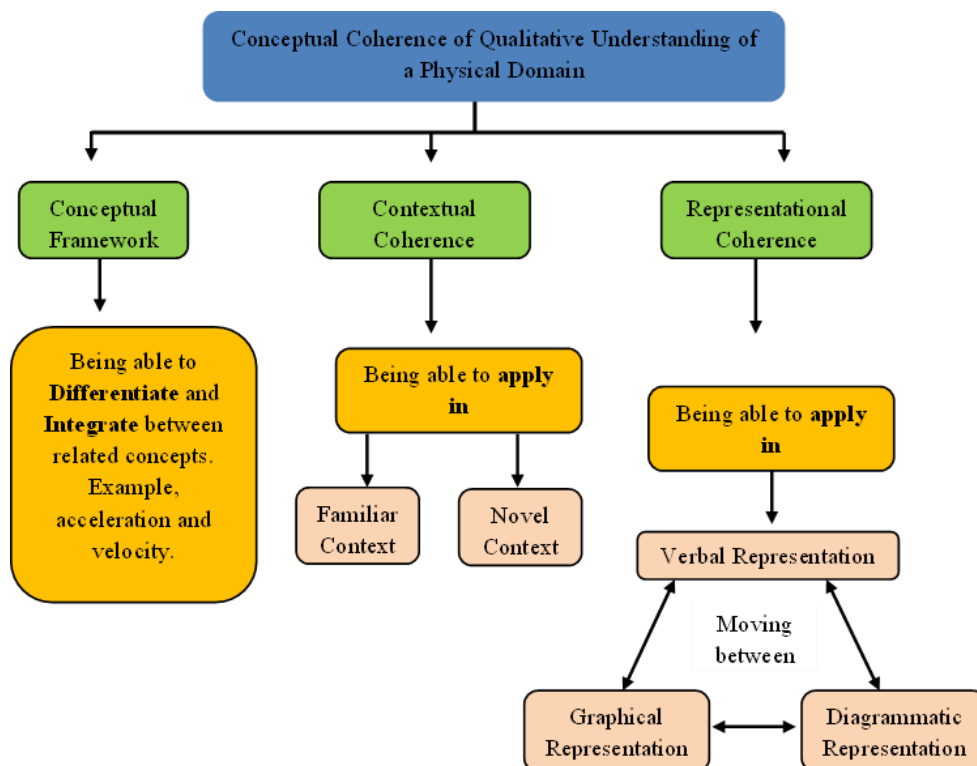 Conceptual Coherence of Qualitative Understanding of
a Physical Domain
Conceptual
Framework
Contextual
Coherence
Representational
Coherence
Being able to
Differentiate and
Integrate between
related concepts.
Example,
acceleration and
velocity.
Being able to apply
in
Being able to apply
in
Familiar
Context
Novel
Context
Verbal Representation
Moving
between
Graphical
Representation
Diagrammatic
Representation